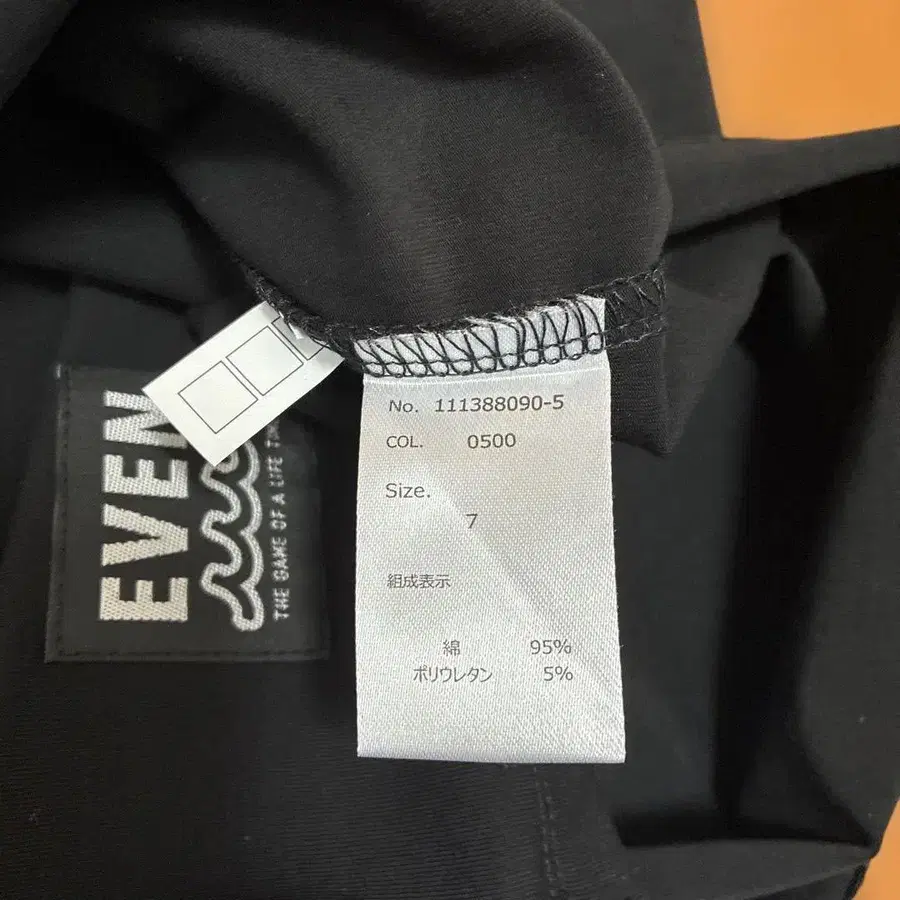 No. 111388090-5
COL. 0500
Size.
7
組成表示
綿 95%
ポリウレタン 5%
EVEN
THE GAME OF A LIFE